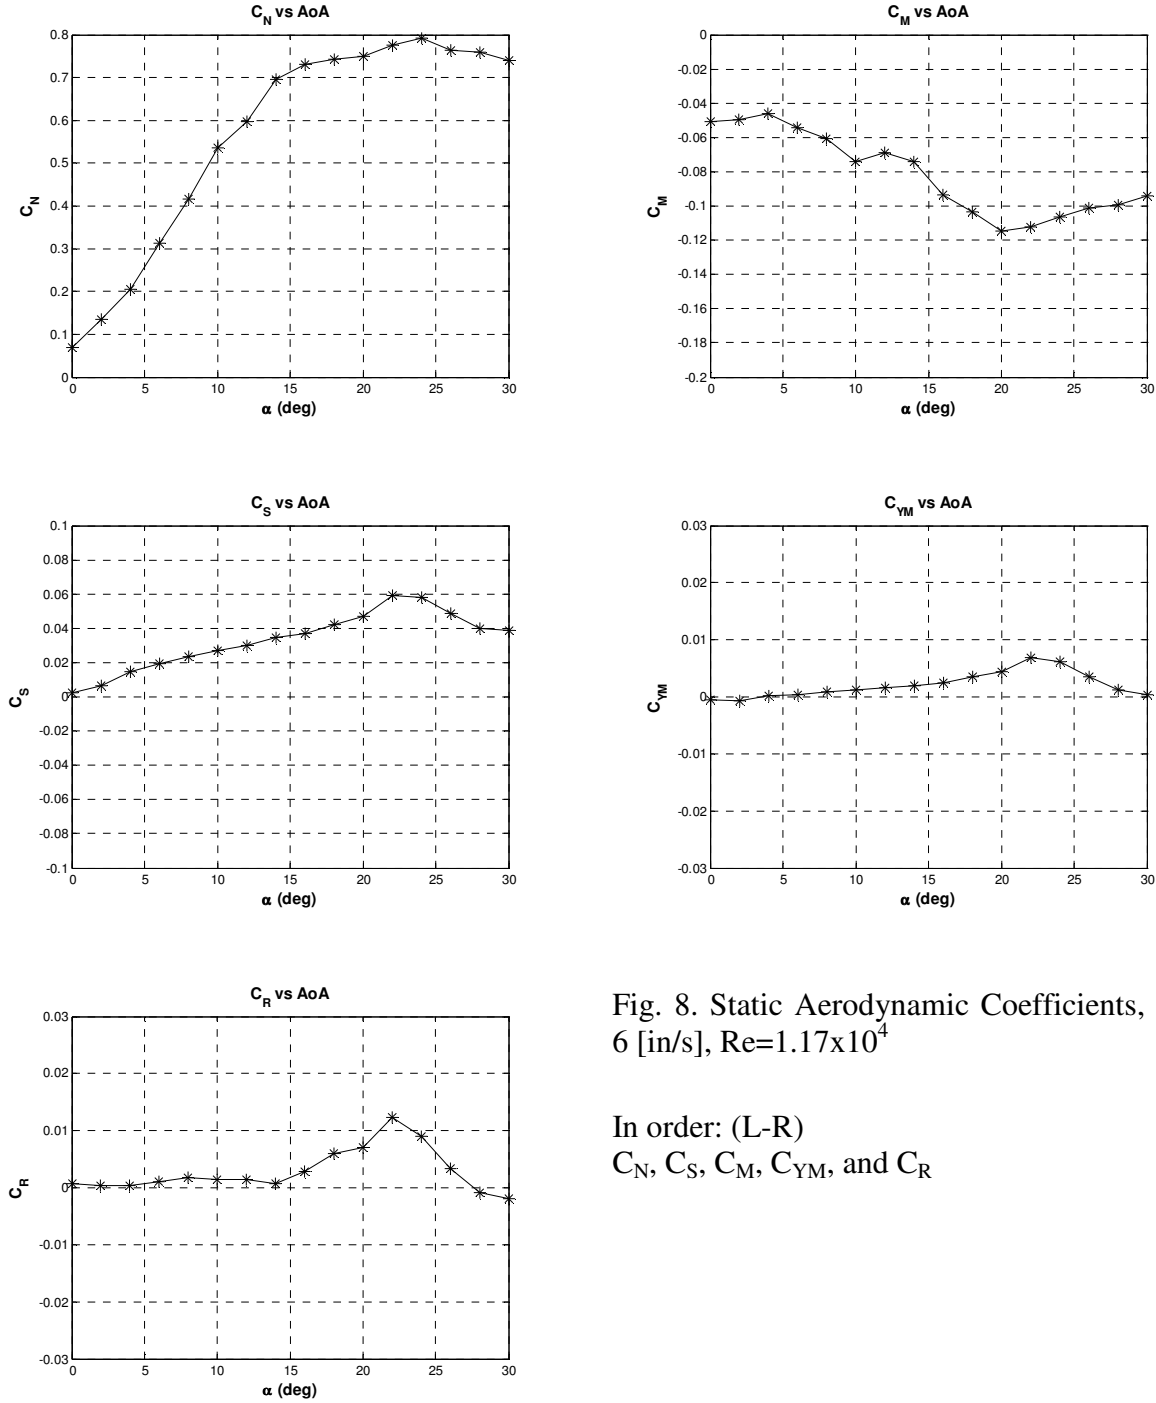 C_N vs AoA
0.8
0.7
0.6
0.5
0.4
0.3
0.2
0.1
0
C_N
0 5 10 15 20 25 30
α (deg)
C_M vs AoA
0
-0.02
-0.04
-0.06
-0.08
-0.1
-0.12
-0.14
-0.16
-0.18
-0.2
C_M
0 5 10 15 20 25 30
α (deg)
C_S vs AoA
0.1
0.08
0.06
0.04
0.02
0
-0.02
-0.04
-0.06
-0.08
-0.1
C_S
0 5 10 15 20 25 30
α (deg)
C_YM vs AoA
0.03
0.02
0.01
0
-0.01
-0.02
-0.03
C_YM
0 5 10 15 20 25 30
α (deg)
C_R vs AoA
0.03
0.02
0.01
0
-0.01
-0.02
-0.03
C_R
0 5 10 15 20 25 30
α (deg)
Fig. 8. Static Aerodynamic Coefficients,
6 [in/s], Re=1.17x10^4
In order: (L-R)
C_N, C_S, C_M, C_YM, and C_R